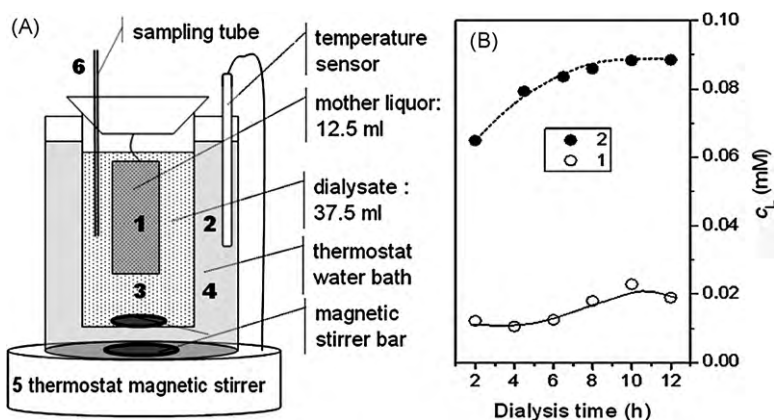 (A)
sampling tube
6
temperature
sensor
mother liquor:
12.5 ml
dialysate :
37.5 ml
thermostat
water bath
magnetic
stirrer bar
1
2
3
4
5 thermostat magnetic stirrer
(B)
0.10
0.08
0.06
0.04
0.02
0.00
2
1
c_L (mM)
2 4 6 8 10 12
Dialysis time (h)